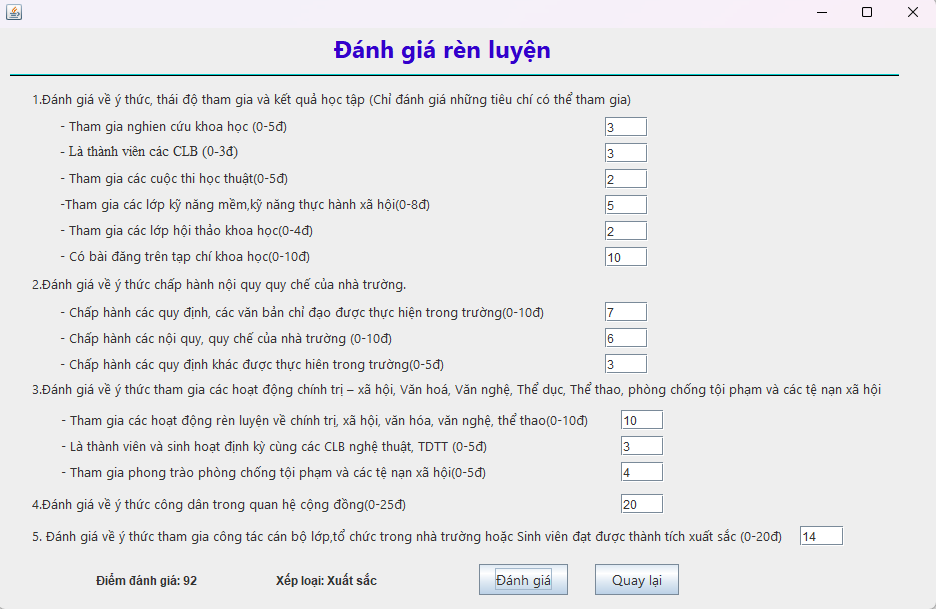 Đánh giá rèn luyện
1.Đánh giá về ý thức, thái độ tham gia và kết quả học tập (Chỉ đánh giá những tiêu chí có thể tham gia)
- Tham gia nghien cứu khoa học (0-5đ) 3
- Là thành viên các CLB (0-3đ) 3
- Tham gia các cuộc thi học thuật(0-5đ) 2
-Tham gia các lớp kỹ năng mềm,kỹ năng thực hành xã hội(0-8đ) 5
- Tham gia các lớp hội thảo khoa học(0-4đ) 2
- Có bài đăng trên tạp chí khoa học(0-10đ) 10
2.Đánh giá về ý thức chấp hành nội quy quy chế của nhà trường.
- Chấp hành các quy định, các văn bản chỉ đạo được thực hiện trong trường(0-10đ) 7
- Chấp hành các nội quy, quy chế của nhà trường (0-10đ) 6
- Chấp hành các quy định khác được thực hiên trong trường(0-5đ) 3
3.Đánh giá về ý thức tham gia các hoạt động chính trị – xã hội, Văn hoá, Văn nghệ, Thể dục, Thể thao, phòng chống tội phạm và các tệ nạn xã hội
- Tham gia các hoạt động rèn luyện về chính trị, xã hội, văn hóa, văn nghệ, thể thao(0-10đ) 10
- Là thành viên và sinh hoạt định kỳ cùng các CLB nghệ thuật, TDTT (0-5đ) 3
- Tham gia phong trào phòng chống tội phạm và các tệ nạn xã hội(0-5đ) 4
4.Đánh giá về ý thức công dân trong quan hệ cộng đồng(0-25đ) 20
5. Đánh giá về ý thức tham gia công tác cán bộ lớp,tổ chức trong nhà trường hoặc Sinh viên đạt được thành tích xuất sắc (0-20đ) 14
Điểm đánh giá: 92 Xếp loại: Xuất sắc Đánh giá Quay lại